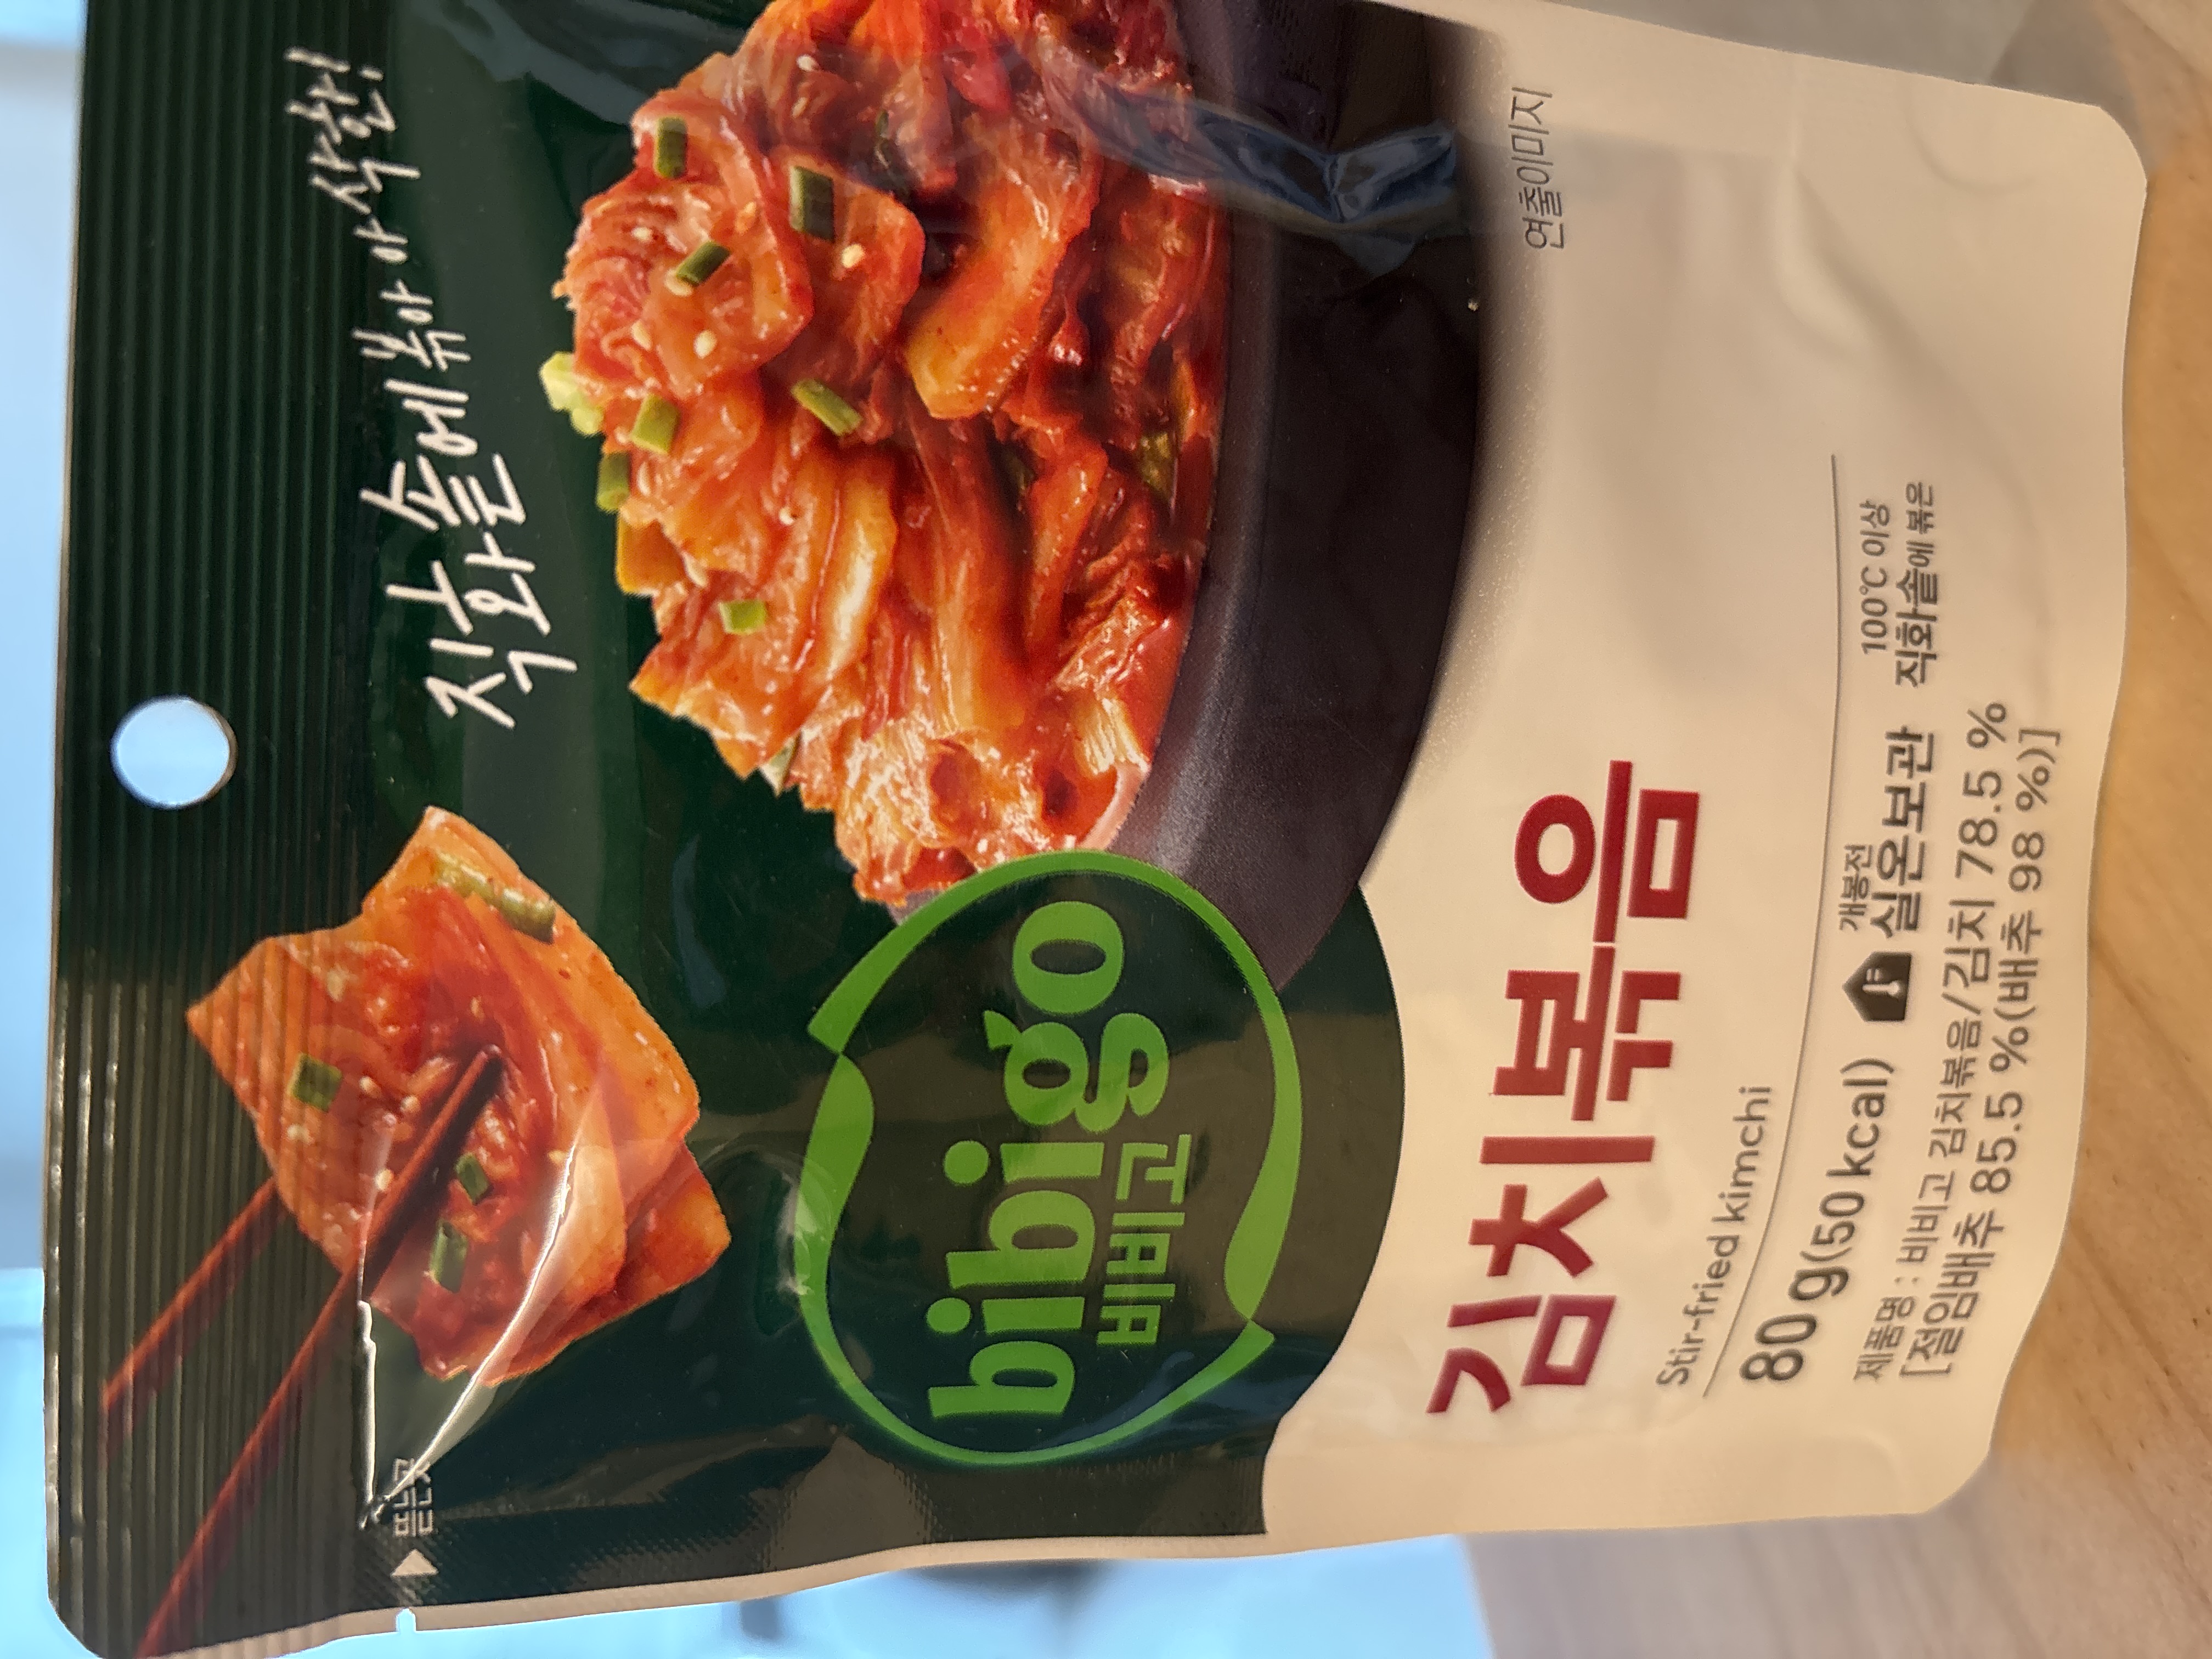 직화솥에 볶아 아삭한!
뜯는곳
bibigo
비비고
연출이미지
김치볶음
Stir-fried kimchi
80 g(50 kcal)
개봉전
실온보관
100℃ 이상
직화솥에 볶은
제품명 : 비비고 김치볶음/김치 78.5 %
[절임배추 85.5 %(배추 98 %)]